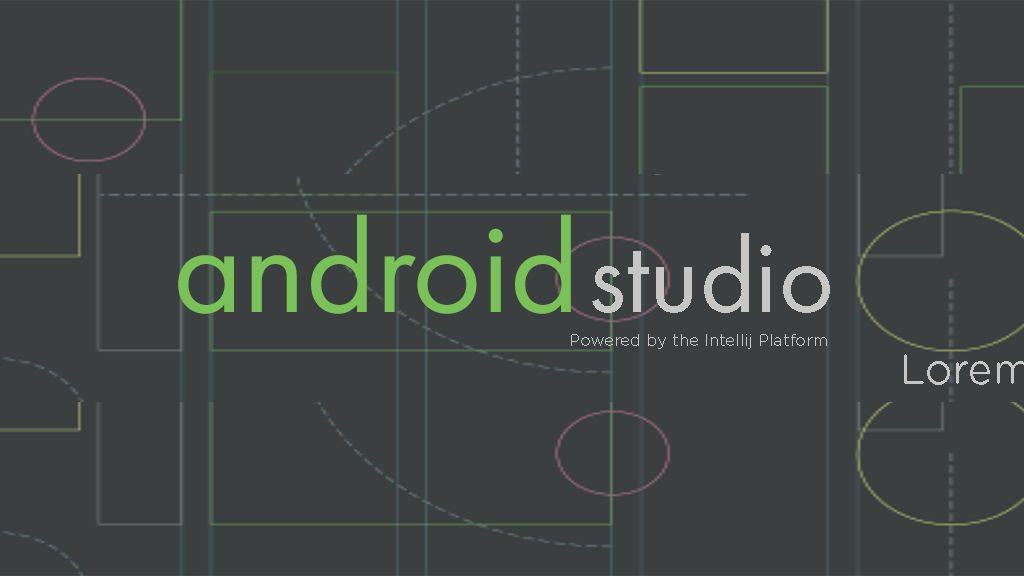 android studio
Powered by the Intellij Platform
Lorem